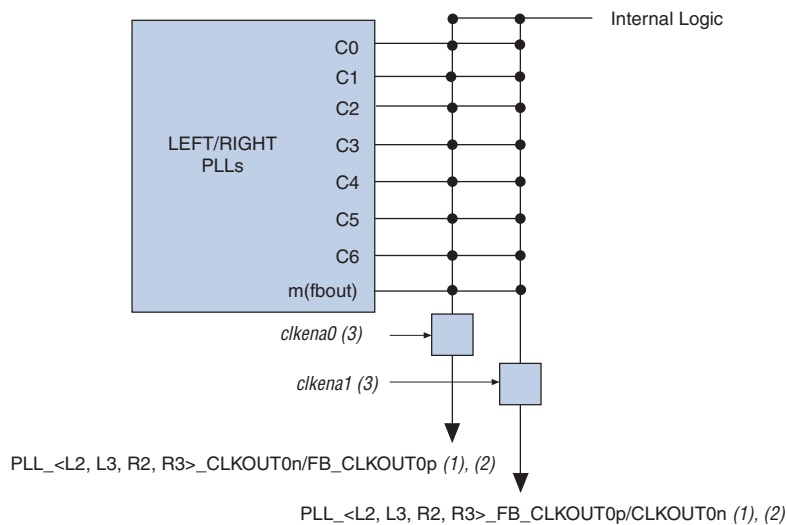 Internal Logic
C0
C1
C2
LEFT/RIGHT
PLLs
C3
C4
C5
C6
m(fbout)
clkena0 (3)
clkena1 (3)
PLL_<L2, L3, R2, R3>_CLKOUT0n/FB_CLKOUT0p (1), (2)
PLL_<L2, L3, R2, R3>_FB_CLKOUT0p/CLKOUT0n (1), (2)